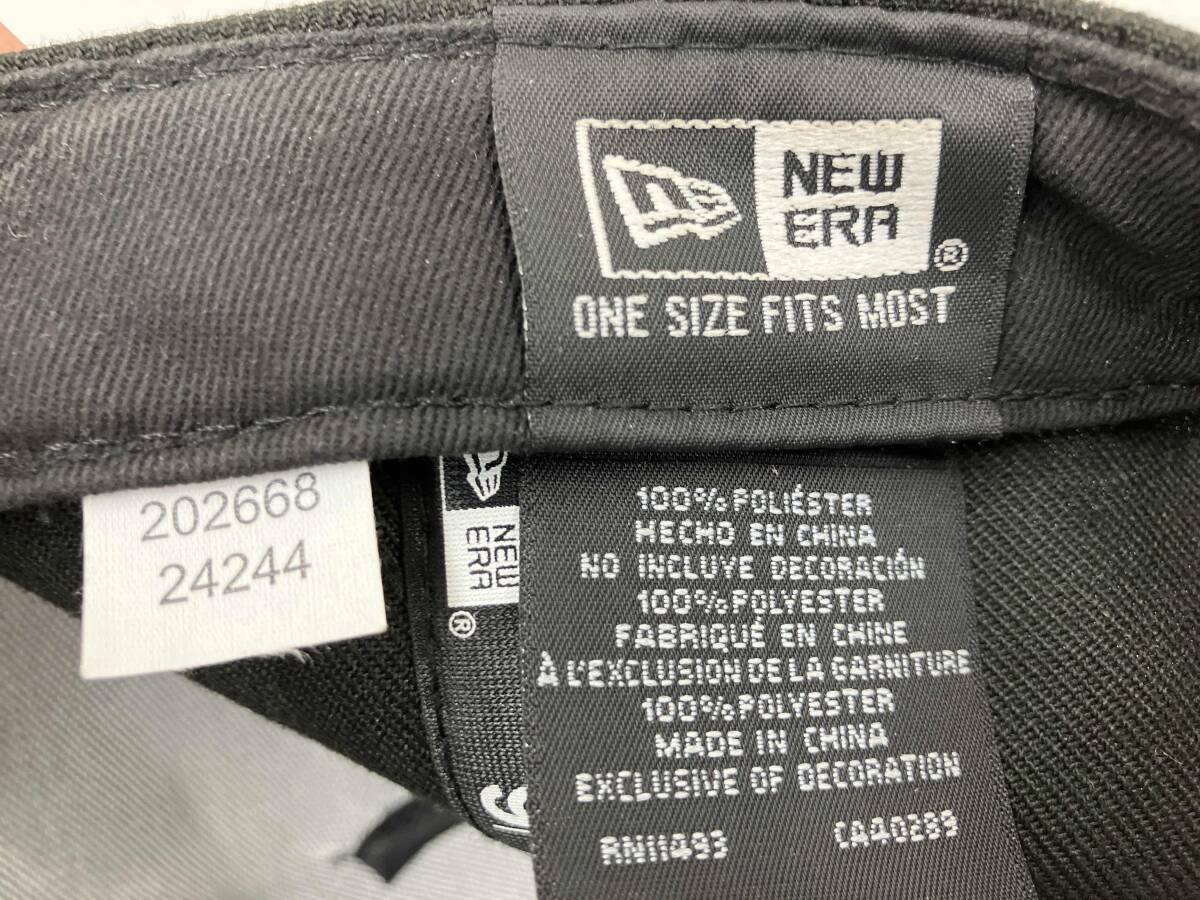 NEW
ERA®
ONE SIZE FITS MOST
202668
24244
NEW
ERA
®
100% POLIÉSTER
HECHO EN CHINA
NO INCLUYE DECORACIÓN
100% POLYESTER
FABRIQUÉ EN CHINE
À L'EXCLUSION DE LA GARNITURE
100% POLYESTER
MADE IN CHINA
EXCLUSIVE OF DECORATION
RN11493 CA40289